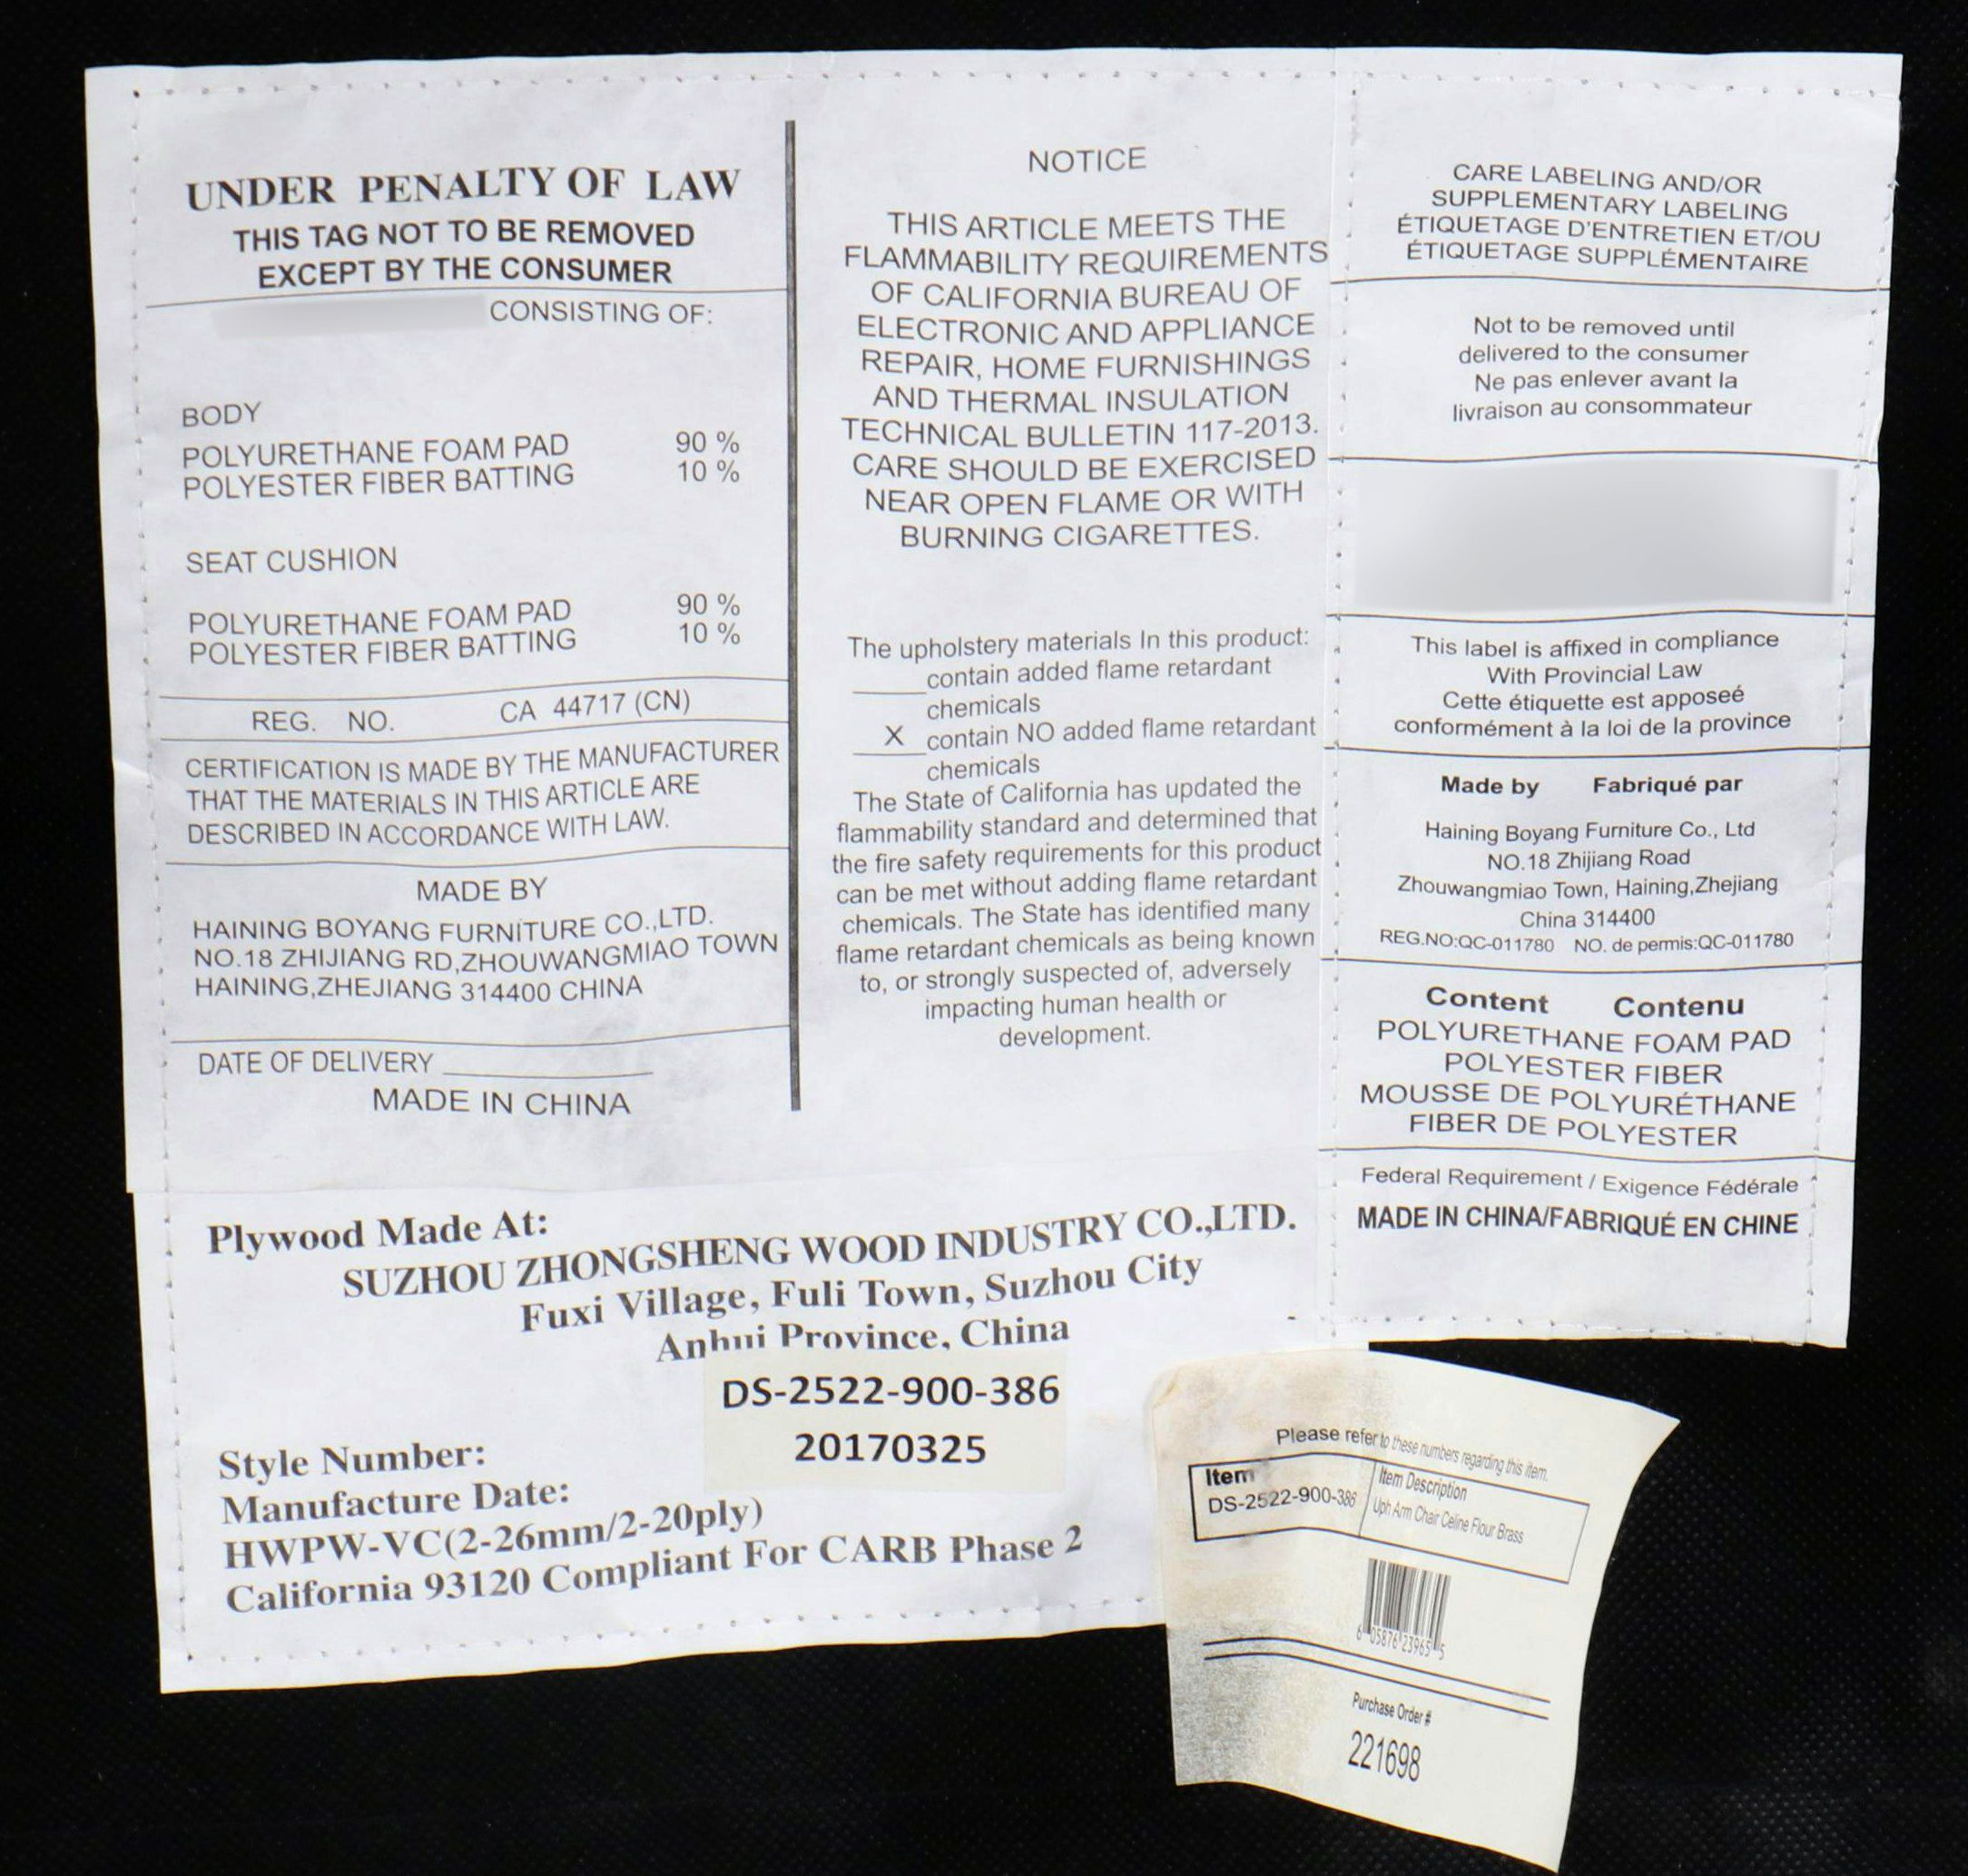 UNDER PENALTY OF LAW
THIS TAG NOT TO BE REMOVED
EXCEPT BY THE CONSUMER
CONSISTING OF:
BODY
POLYURETHANE FOAM PAD 90 %
POLYESTER FIBER BATTING 10 %
SEAT CUSHION
POLYURETHANE FOAM PAD 90 %
POLYESTER FIBER BATTING 10 %
REG. NO. CA 44717 (CN)
CERTIFICATION IS MADE BY THE MANUFACTURER
THAT THE MATERIALS IN THIS ARTICLE ARE
DESCRIBED IN ACCORDANCE WITH LAW.
MADE BY
HAINING BOYANG FURNITURE CO.,LTD.
NO.18 ZHIJIANG RD,ZHOUWANGMIAO TOWN
HAINING,ZHEJIANG 314400 CHINA
DATE OF DELIVERY
MADE IN CHINA
NOTICE
THIS ARTICLE MEETS THE
FLAMMABILITY REQUIREMENTS
OF CALIFORNIA BUREAU OF
ELECTRONIC AND APPLIANCE
REPAIR, HOME FURNISHINGS
AND THERMAL INSULATION
TECHNICAL BULLETIN 117-2013.
CARE SHOULD BE EXERCISED
NEAR OPEN FLAME OR WITH
BURNING CIGARETTES.
The upholstery materials In this product:
contain added flame retardant
chemicals
X contain NO added flame retardant
chemicals
The State of California has updated the
flammability standard and determined that
the fire safety requirements for this product
can be met without adding flame retardant
chemicals. The State has identified many
flame retardant chemicals as being known
to, or strongly suspected of, adversely
impacting human health or
development.
CARE LABELING AND/OR
SUPPLEMENTARY LABELING
ÉTIQUETAGE D'ENTRETIEN ET/OU
ÉTIQUETAGE SUPPLÉMENTAIRE
Not to be removed until
delivered to the consumer
Ne pas enlever avant la
livraison au consommateur
This label is affixed in compliance
With Provincial Law
Cette étiquette est apposeé
conformément à la loi de la province
Made by Fabriqué par
Haining Boyang Furniture Co., Ltd
NO.18 Zhijiang Road
Zhouwangmiao Town, Haining,Zhejiang
China 314400
REG.NO:QC-011780 NO. de permis:QC-011780
Content Contenu
POLYURETHANE FOAM PAD
POLYESTER FIBER
MOUSSE DE POLYURÉTHANE
FIBER DE POLYESTER
Federal Requirement / Exigence Fédérale
MADE IN CHINA/FABRIQUÉ EN CHINE
Plywood Made At:
SUZHOU ZHONGSHENG WOOD INDUSTRY CO.,LTD.
Fuxi Village, Fuli Town, Suzhou City
Anhui Province, China
DS-2522-900-386
20170325
Style Number:
Manufacture Date:
HWPW-VC(2-26mm/2-20ply)
California 93120 Compliant For CARB Phase 2
Please refer to these numbers regarding this item.
Item Item Description
DS-2522-900-386 Uph Arm Chair Celine Flour Brass
6 05876 23965 5
Purchase Order #
221698